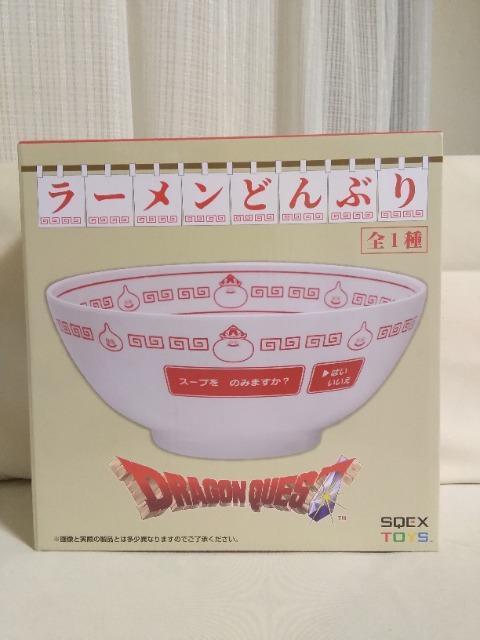 ラーメンどんぶり
全1種
スープを のみますか?
▶はい
いいえ
DRAGON QUEST
TM
SQEX
TOYS
※画像と実際の製品とは多少異なりますのでご了承ください。